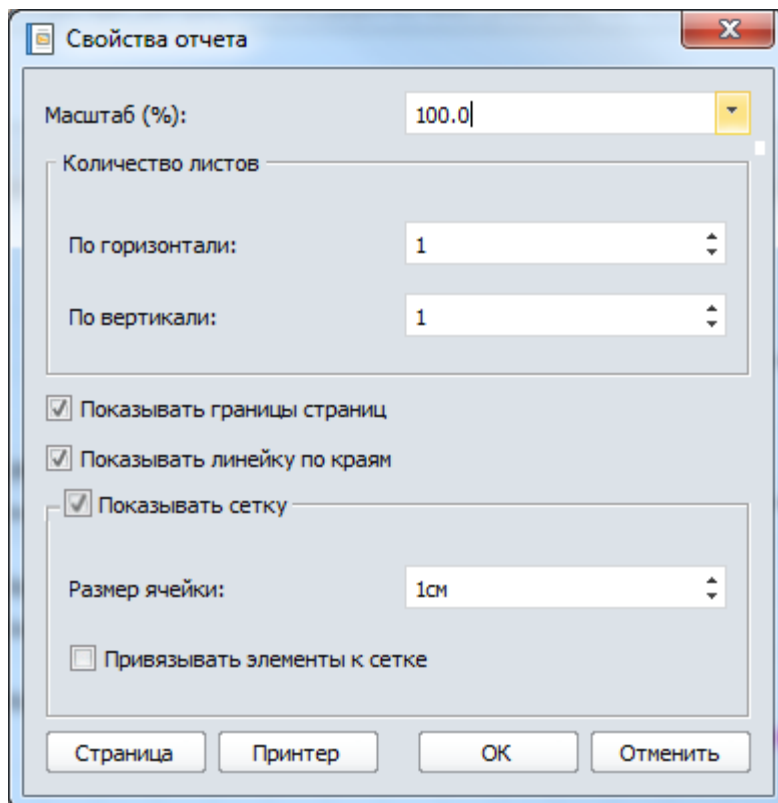 Свойства отчета
Масштаб (%): 100.0
Количество листов
По горизонтали: 1
По вертикали: 1
Показывать границы страниц
Показывать линейку по краям
Показывать сетку
Размер ячейки: 1см
Привязывать элементы к сетке
Страница Принтер ОК Отменить